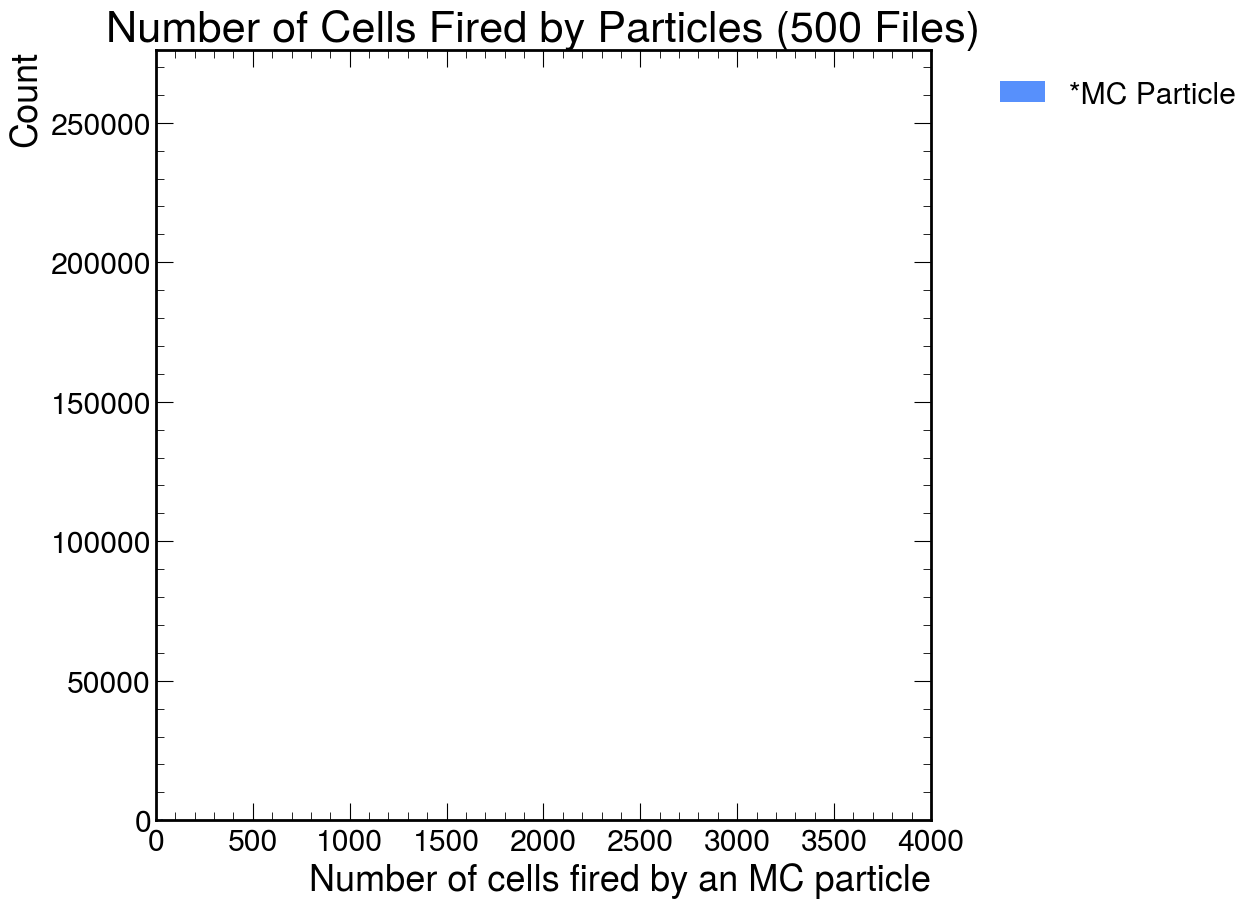 Number of Cells Fired by Particles (500 Files)
Count
250000
200000
150000
100000
50000
0
0 500 1000 1500 2000 2500 3000 3500 4000
Number of cells fired by an MC particle
*MC Particle